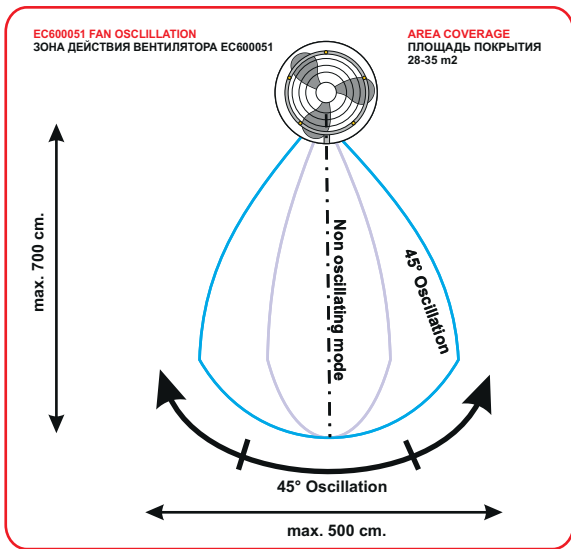 EC600051 FAN OSCLILLATION
ЗОНА ДЕЙСТВИЯ ВЕНТИЛЯТОРА EC600051
AREA COVERAGE
ПЛОЩАДЬ ПОКРЫТИЯ
28-35 m2
max. 700 cm.
Non oscillating mode
45° Oscillation
45° Oscillation
max. 500 cm.